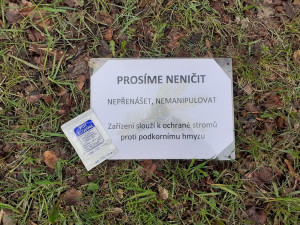 PROSÍME NENIČIT
NEPŘENÁŠET, NEMANIPULOVAT
Zařízení slouží k ochraně stromů
proti podkornímu hmyzu